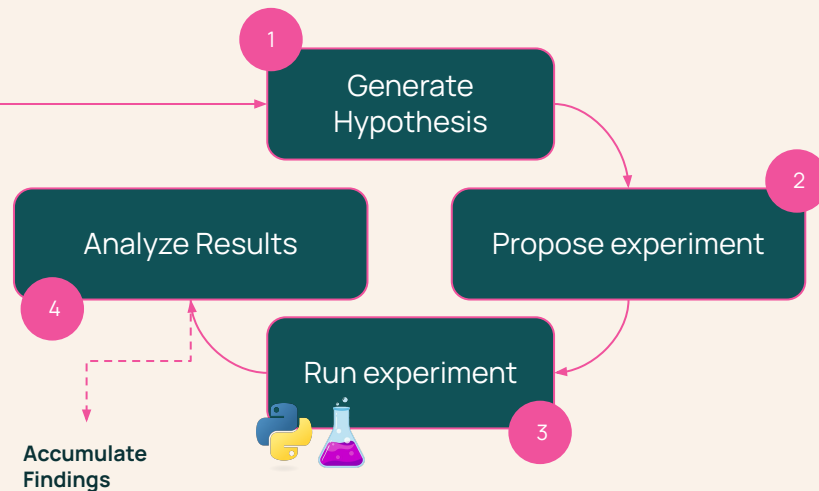 1
Generate
Hypothesis
2
Propose experiment
Run experiment
3
Analyze Results
4
Accumulate
Findings